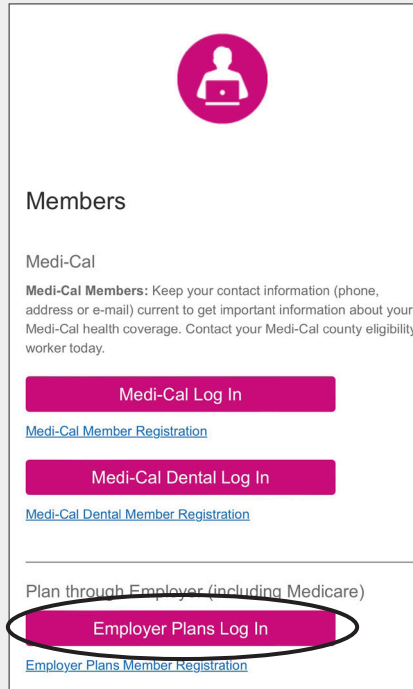 Members
Medi-Cal
Medi-Cal Members: Keep your contact information (phone,
address or e-mail) current to get important information about your
Medi-Cal health coverage. Contact your Medi-Cal county eligibility
worker today.
Medi-Cal Log In
Medi-Cal Member Registration
Medi-Cal Dental Log In
Medi-Cal Dental Member Registration
Plan through Employer (including Medicare)
Employer Plans Log In
Employer Plans Member Registration